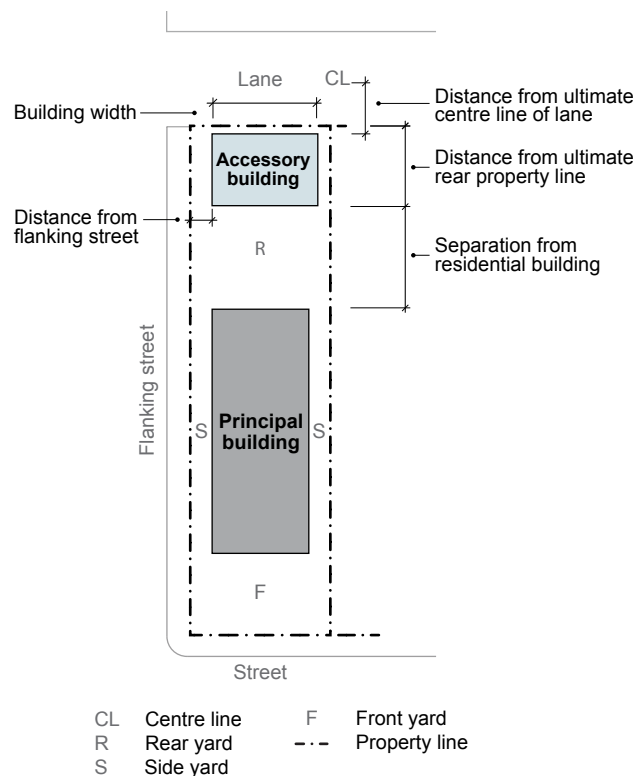 Lane
CL
Building width
Distance from ultimate
centre line of lane
Accessory
building
Distance from ultimate
rear property line
Distance from
flanking street
R
Separation from
residential building
Flanking street
S
Principal
building
S
F
Street
CL Centre line
F Front yard
R Rear yard
Property line
S Side yard